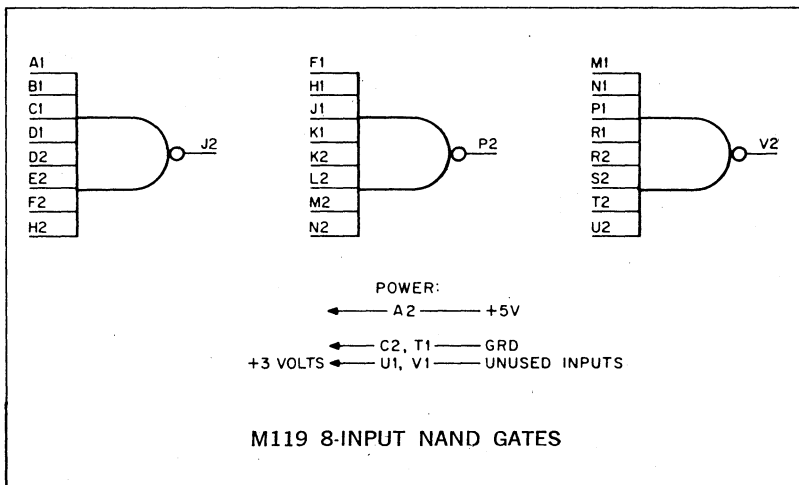 A1
B1
C1
D1
D2
E2
F2
H2
J2
F1
H1
J1
K1
K2
L2
M2
N2
P2
M1
N1
P1
R1
R2
S2
T2
U2
V2
POWER:
A2 +5V
C2, T1 GRD
+3 VOLTS U1, V1 UNUSED INPUTS
M119 8-INPUT NAND GATES